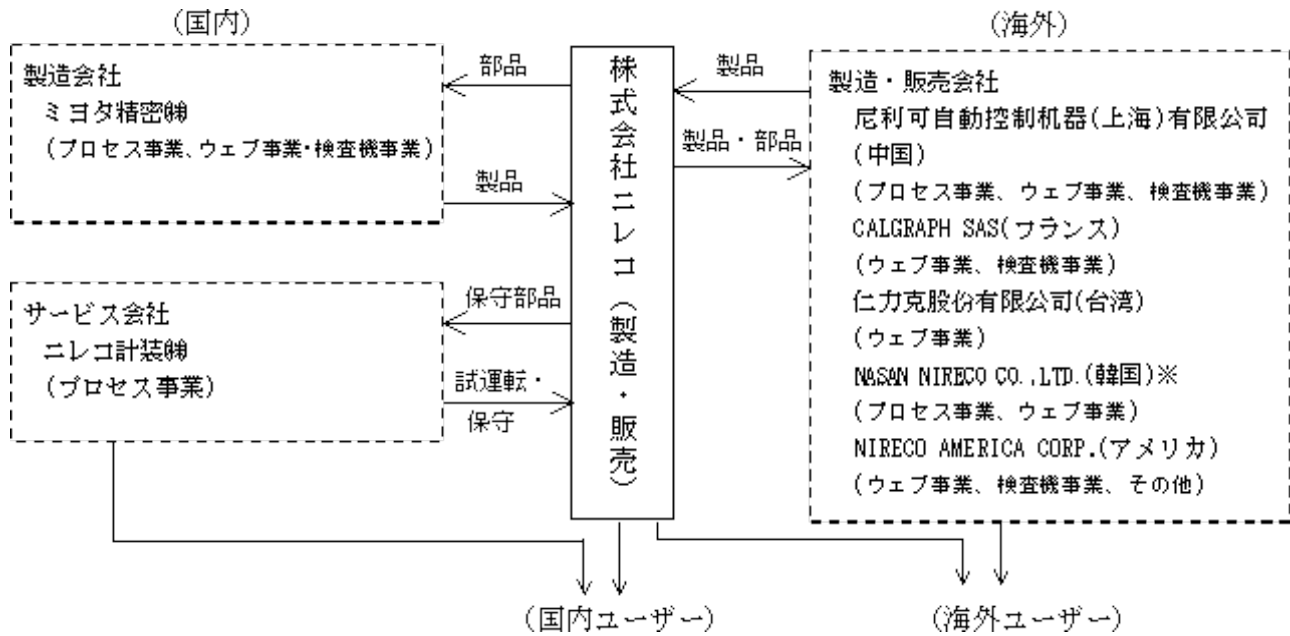 (国内)
製造会社
ミヨタ精密㈱
(プロセス事業、ウェブ事業・検査機事業)
サービス会社
ニレコ計装㈱
(プロセス事業)
部品
製品
保守部品
試運転・
保守
株式会社ニレコ(製造・販売)
製品
製品・部品
(海外)
製造・販売会社
尼利可自動控制机器(上海)有限公司
(中国)
(プロセス事業、ウェブ事業、検査機事業)
CALGRAPH SAS(フランス)
(ウェブ事業、検査機事業)
仁力克股份有限公司(台湾)
(ウェブ事業)
NASAN NIRECO CO.,LTD.(韓国)※
(プロセス事業、ウェブ事業)
NIRECO AMERICA CORP.(アメリカ)
(ウェブ事業、検査機事業、その他)
(国内ユーザー)
(海外ユーザー)